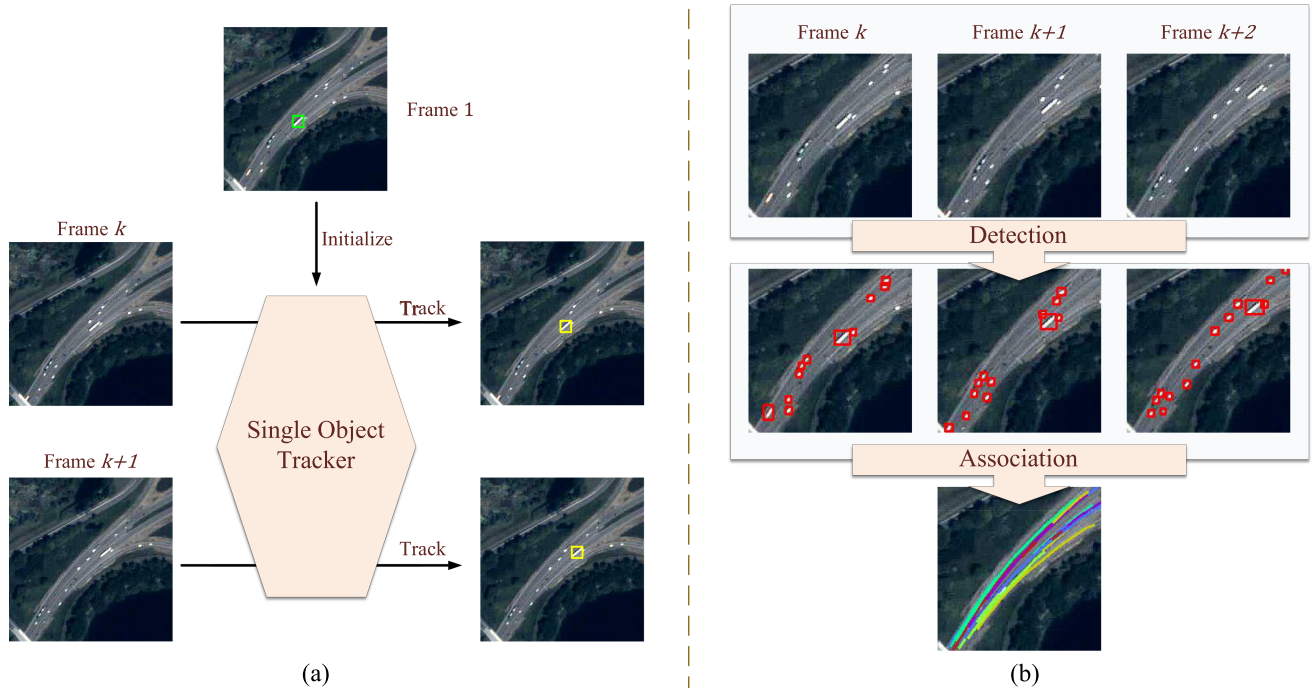 Frame 1
Initialize
Frame k
Track
Single Object
Tracker
Frame k+1
Track
(a)
Frame k
Frame k+1
Frame k+2
Detection
Association
(b)